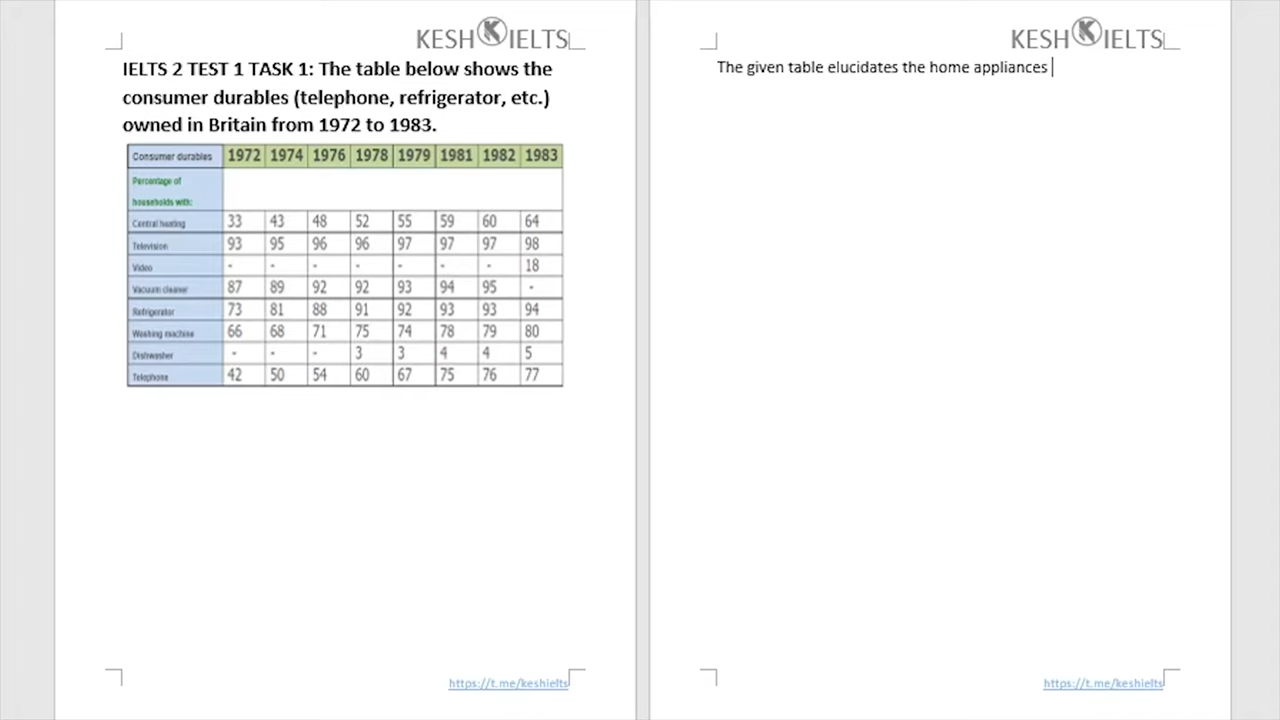 KESH K IELTS
IELTS 2 TEST 1 TASK 1: The table below shows the
consumer durables (telephone, refrigerator, etc.)
owned in Britain from 1972 to 1983.
Consumer durables 1972 1974 1976 1978 1979 1981 1982 1983
Percentage of
households with:
Central heating 33 43 48 52 55 59 60 64
Television 93 95 96 96 97 97 97 98
Video - - - - - - - 18
Vacuum cleaner 87 89 92 92 93 94 95 -
Refrigerator 73 81 88 91 92 93 93 94
Washing machine 66 68 71 75 74 78 79 80
Dishwasher - - - 3 3 4 4 5
Telephone 42 50 54 60 67 75 76 77
https://t.me/keshielts
KESH K IELTS
The given table elucidates the home appliances
https://t.me/keshielts